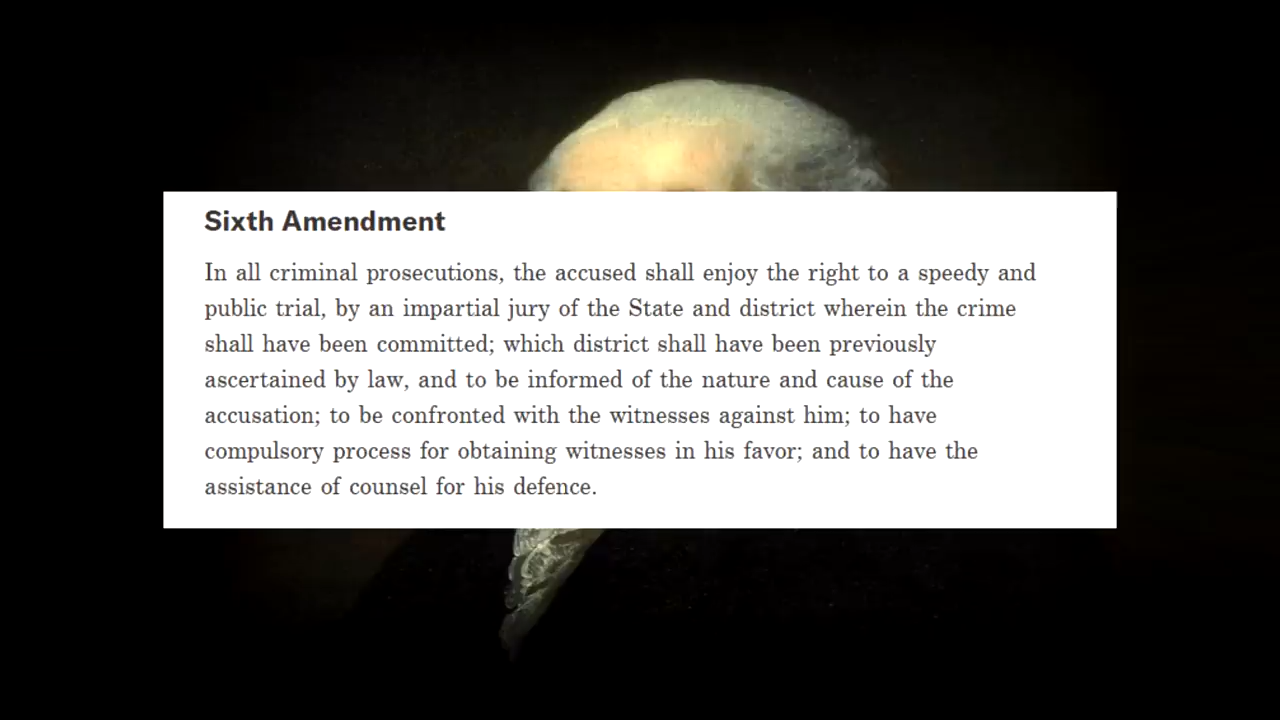 Sixth Amendment
In all criminal prosecutions, the accused shall enjoy the right to a speedy and
public trial, by an impartial jury of the State and district wherein the crime
shall have been committed; which district shall have been previously
ascertained by law, and to be informed of the nature and cause of the
accusation; to be confronted with the witnesses against him; to have
compulsory process for obtaining witnesses in his favor; and to have the
assistance of counsel for his defence.